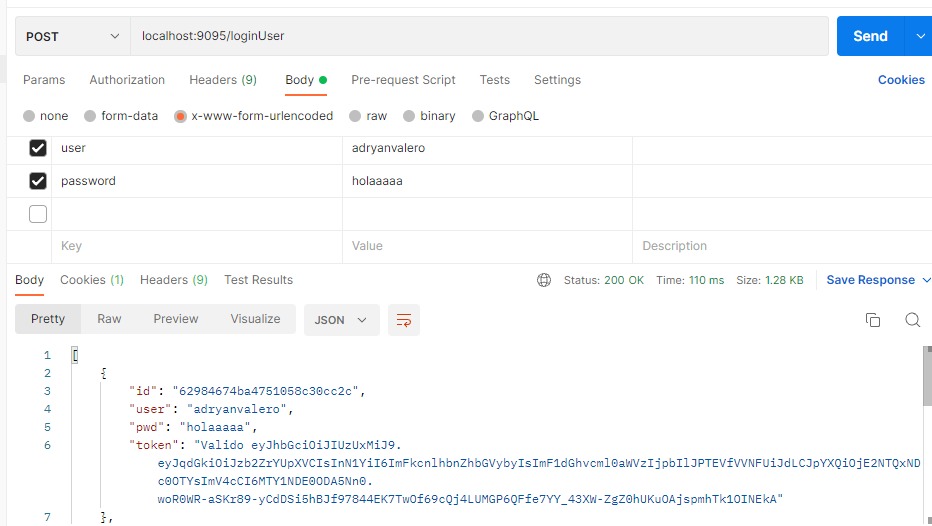 POST localhost:9095/loginUser Send
Params Authorization Headers (9) Body Pre-request Script Tests Settings Cookies
none form-data x-www-form-urlencoded raw binary GraphQL
user adryanvalero
password holaaaaa
Key Value Description
Body Cookies (1) Headers (9) Test Results Status: 200 OK Time: 110 ms Size: 1.28 KB Save Response
Pretty Raw Preview Visualize JSON
1 [
2 {
3 "id": "62984674ba4751058c30cc2c",
4 "user": "adryanvalero",
5 "pwd": "holaaaaa",
6 "token": "Valido eyJhbGciOiJIUzUxMiJ9.
eyJqdGkiOiJzb2Z0YUpXVCIsInN1YiI6ImFkcnlhbnZhbGVybyIsImF1dGhvcml0aWVzIjpbIlJPTEVfVVNFUiJdLCJpYXQiOjE2NTQxND
c0OTYsImV4cCI6MTY1NDE0ODA5Nn0.
woR0WR-aSKr89-yCdDSi5hBJf97844EK7TwOf69cQj4LUMGP6QFfe7YY_43XW-ZgZ0hUKuOAjspmhTk1OINEkA"
7 },